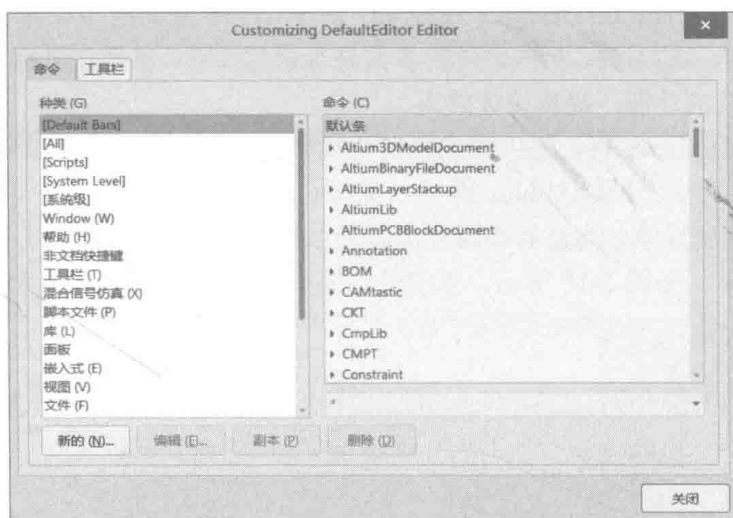 Customizing DefaultEditor Editor
×
命令 工具栏
种类 (G)
[Default Bars]
[All]
[Scripts]
[System Level]
[系统级]
Window (W)
帮助 (H)
非文档快捷键
工具栏 (T)
混合信号仿真 (X)
脚本文件 (P)
库 (L)
面板
嵌入式 (E)
视图 (V)
文件 (F)
命令 (C)
默认条
Altium3DModelDocument
AltiumBinaryFileDocument
AltiumLayerStackup
AltiumLib
AltiumPCBBlockDocument
Annotation
BOM
CAMtastic
CKT
CmpLib
CMPT
Constraint
新的 (N)... 编辑 (E)... 副本 (P) 删除 (D)
关闭